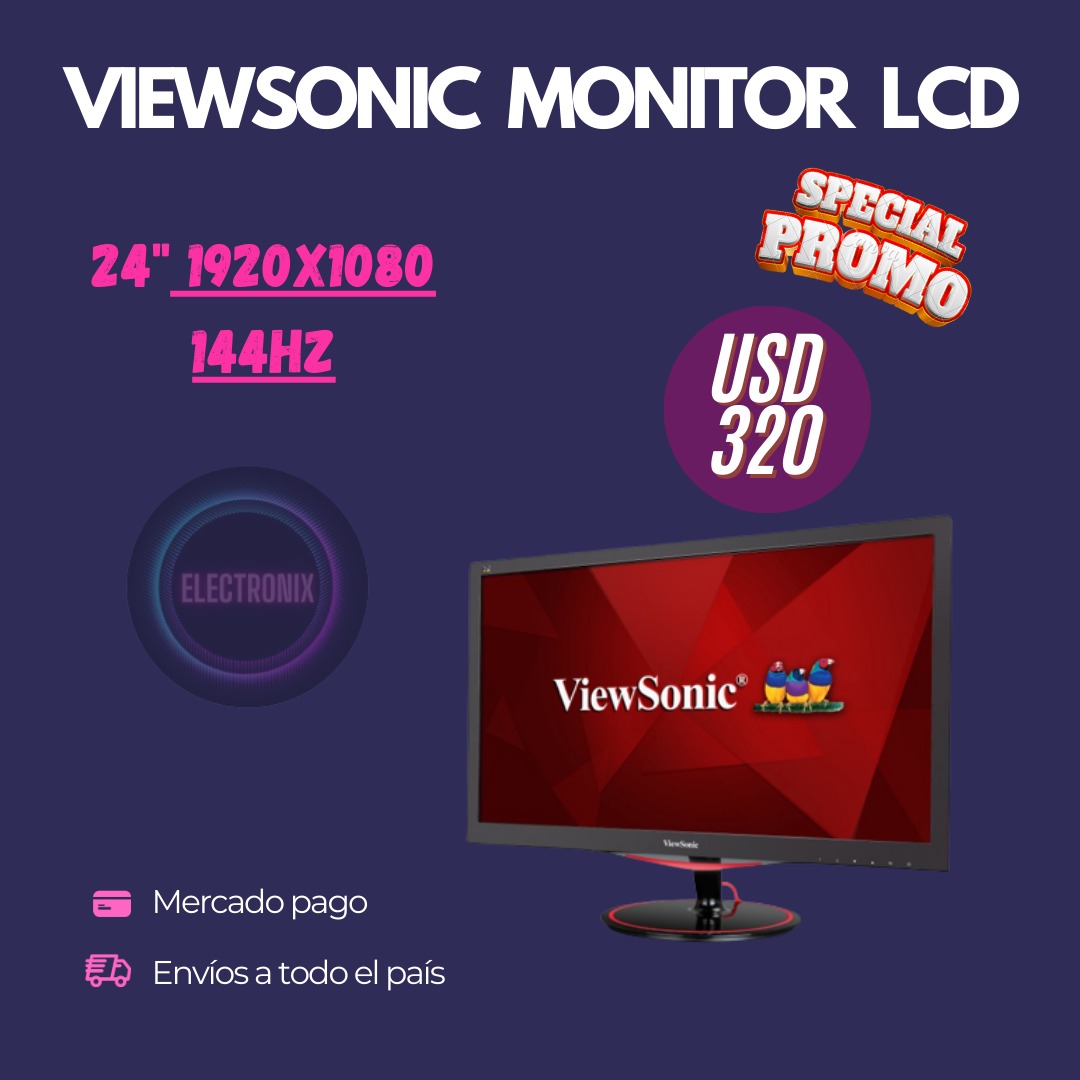 VIEWSONIC MONITOR LCD
SPECIAL
PROMO
24" 1920X1080
144HZ
USD
320
ELECTRONIX
ViewSonic®
ViewSonic
Mercado pago
Envíos a todo el país